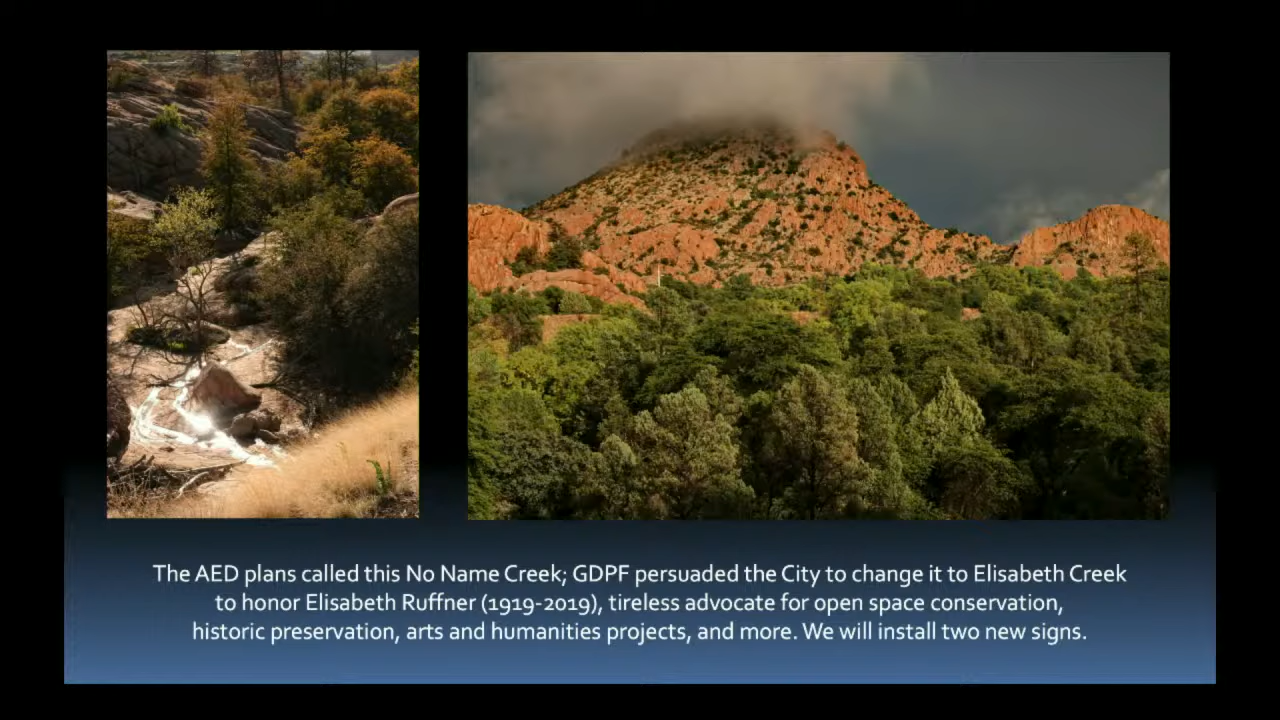 The AED plans called this No Name Creek; GDPF persuaded the City to change it to Elisabeth Creek
to honor Elisabeth Ruffner (1919-2019), tireless advocate for open space conservation,
historic preservation, arts and humanities projects, and more. We will install two new signs.